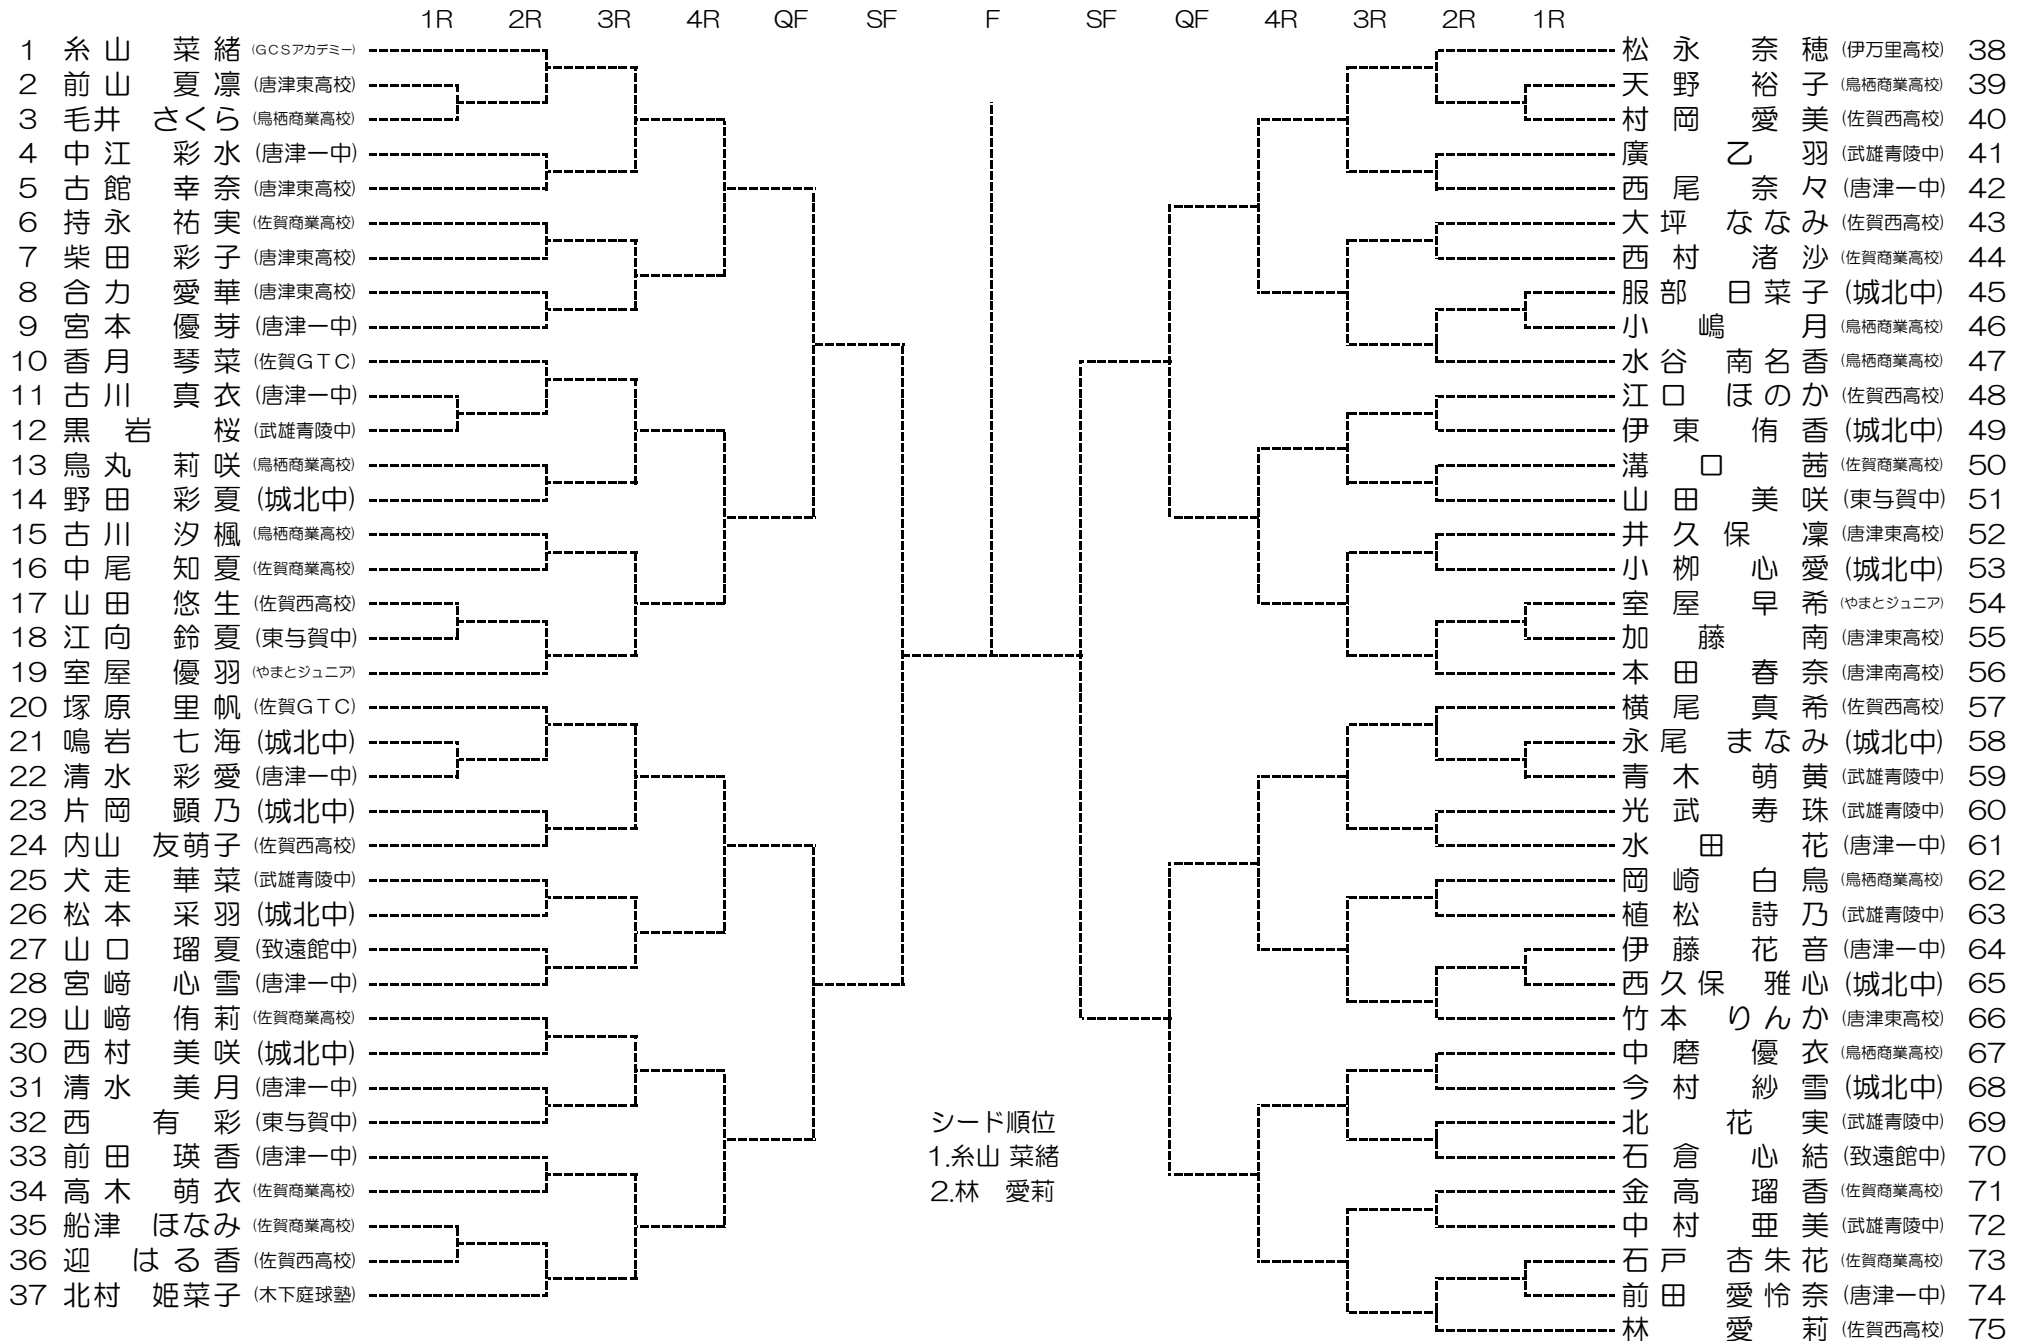 1R 2R 3R 4R QF SF F SF QF 4R 3R 2R 1R
1 糸山 菜緒 (GCSアカデミー)
2 前山 夏凛 (唐津東高校)
3 毛井 さくら (鳥栖商業高校)
4 中江 彩水 (唐津一中)
5 古館 幸奈 (唐津東高校)
6 持永 祐実 (佐賀商業高校)
7 柴田 彩子 (唐津東高校)
8 合力 愛華 (唐津東高校)
9 宮本 優芽 (唐津一中)
10 香月 琴菜 (佐賀GTC)
11 古川 真衣 (唐津一中)
12 黒岩 桜 (武雄青陵中)
13 鳥丸 莉咲 (鳥栖商業高校)
14 野田 彩夏 (城北中)
15 古川 汐楓 (鳥栖商業高校)
16 中尾 知夏 (佐賀商業高校)
17 山田 悠生 (佐賀西高校)
18 江向 鈴夏 (東与賀中)
19 室屋 優羽 (やまとジュニア)
20 塚原 里帆 (佐賀GTC)
21 鳴岩 七海 (城北中)
22 清水 彩愛 (唐津一中)
23 片岡 顕乃 (城北中)
24 内山 友萌子 (佐賀西高校)
25 犬走 華菜 (武雄青陵中)
26 松本 采羽 (城北中)
27 山口 瑠夏 (致遠館中)
28 宮﨑 心雪 (唐津一中)
29 山﨑 侑莉 (佐賀商業高校)
30 西村 美咲 (城北中)
31 清水 美月 (唐津一中)
32 西 有彩 (東与賀中)
33 前田 瑛香 (唐津一中)
34 高木 萌衣 (佐賀商業高校)
35 船津 ほなみ (佐賀商業高校)
36 迎 はる香 (佐賀西高校)
37 北村 姫菜子 (木下庭球塾)
シード順位
1.糸山 菜緒
2.林 愛莉
松永 奈穂 (伊万里高校) 38
天野 裕子 (鳥栖商業高校) 39
村岡 愛美 (佐賀西高校) 40
廣 乙羽 (武雄青陵中) 41
西尾 奈々 (唐津一中) 42
大坪 ななみ (佐賀西高校) 43
西村 渚沙 (佐賀商業高校) 44
服部 日菜子 (城北中) 45
小嶋 月 (鳥栖商業高校) 46
水谷 南名香 (鳥栖商業高校) 47
江口 ほのか (佐賀西高校) 48
伊東 侑香 (城北中) 49
溝口 茜 (佐賀商業高校) 50
山田 美咲 (東与賀中) 51
井久保 凜 (唐津東高校) 52
小栁 心愛 (城北中) 53
室屋 早希 (やまとジュニア) 54
加藤 南 (唐津東高校) 55
本田 春奈 (唐津南高校) 56
横尾 真希 (佐賀西高校) 57
永尾 まなみ (城北中) 58
青木 萌黄 (武雄青陵中) 59
光武 寿珠 (武雄青陵中) 60
水田 花 (唐津一中) 61
岡崎 白鳥 (鳥栖商業高校) 62
植松 詩乃 (武雄青陵中) 63
伊藤 花音 (唐津一中) 64
西久保 雅心 (城北中) 65
竹本 りんか (唐津東高校) 66
中磨 優衣 (鳥栖商業高校) 67
今村 紗雪 (城北中) 68
北 花実 (武雄青陵中) 69
石倉 心結 (致遠館中) 70
金高 瑠香 (佐賀商業高校) 71
中村 亜美 (武雄青陵中) 72
石戸 杏朱花 (佐賀商業高校) 73
前田 愛怜奈 (唐津一中) 74
林 愛莉 (佐賀西高校) 75